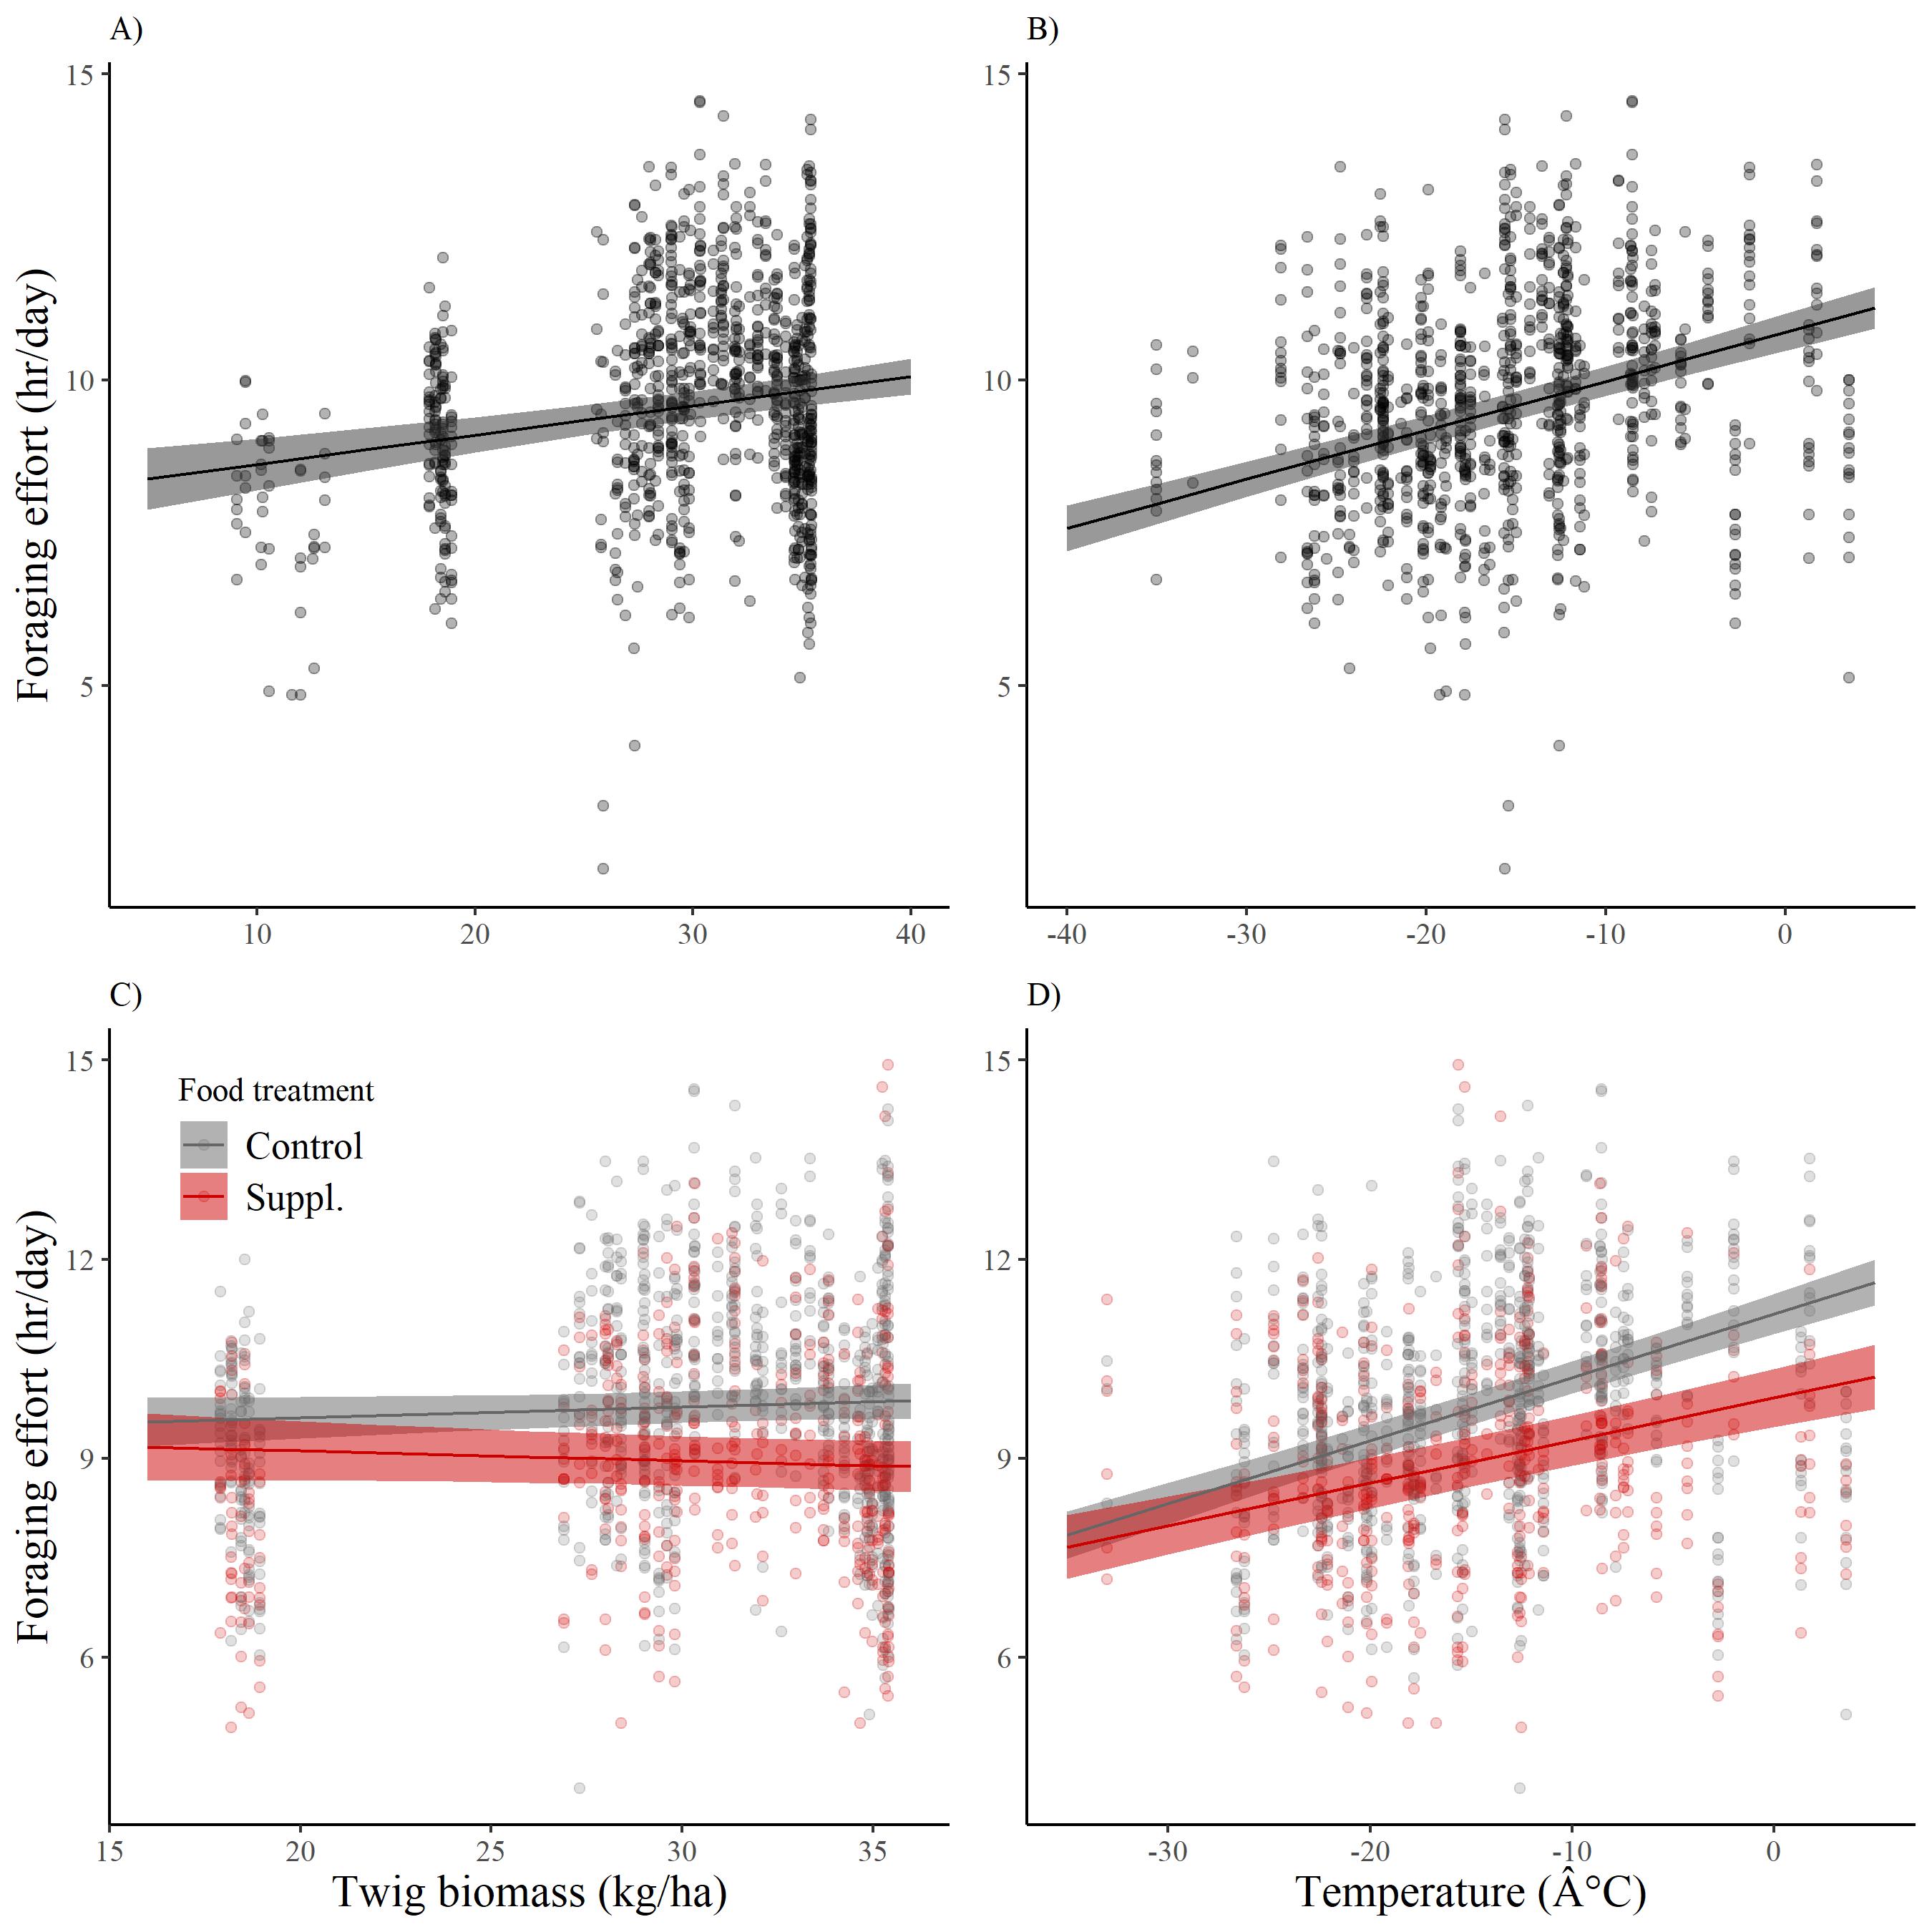 A)
15
10
5
10
20
30
40
Foraging effort (hr/day)
B)
15
10
5
-40
-30
-20
-10
0
C)
15
12
9
6
15
20
25
30
35
Food treatment
Control
Suppl.
Foraging effort (hr/day)
Twig biomass (kg/ha)
D)
15
12
9
6
-30
-20
-10
0
Temperature (Â°C)